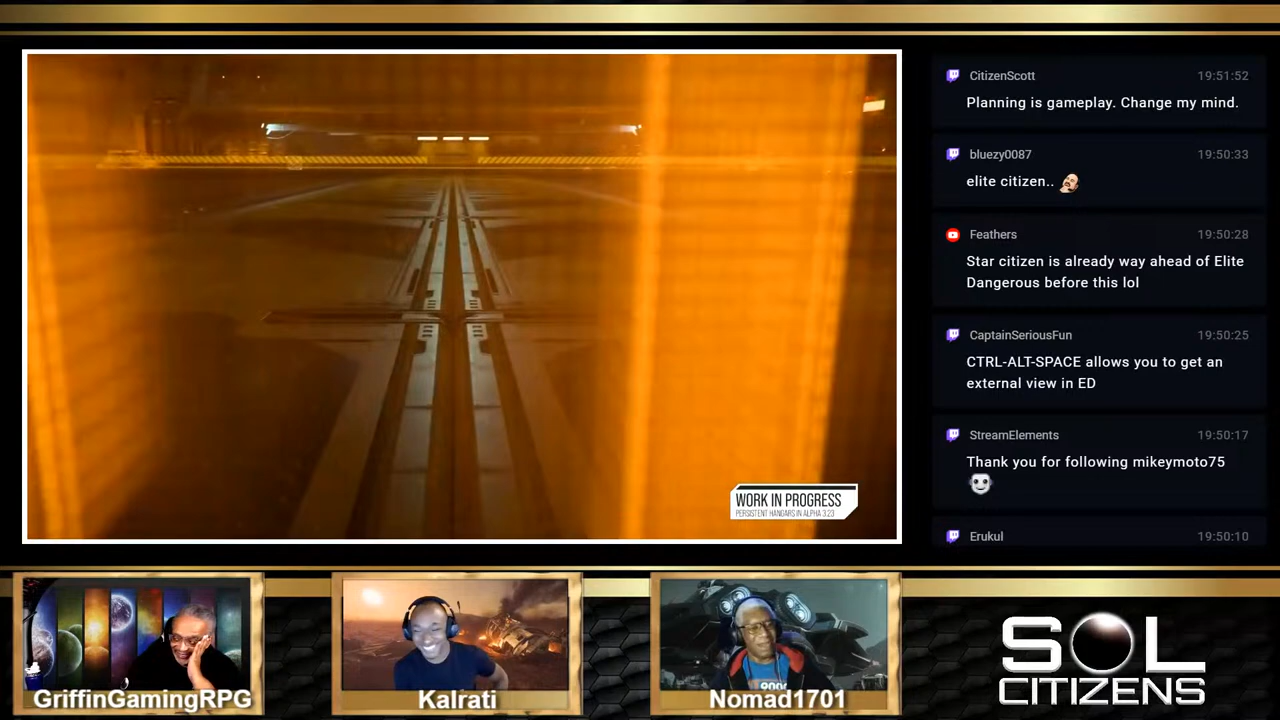 CitizenScott 19:51:52
Planning is gameplay. Change my mind.
bluezy0087 19:50:33
elite citizen..
Feathers 19:50:28
Star citizen is already way ahead of Elite
Dangerous before this lol
CaptainSeriousFun 19:50:25
CTRL-ALT-SPACE allows you to get an
external view in ED
StreamElements 19:50:17
Thank you for following mikeymoto75
Erukul 19:50:10
WORK IN PROGRESS
PERSISTENT HANGARS IN ALPHA 3.23
GriffinGamingRPG
Kalrati
Nomad1701
SOL
CITIZENS